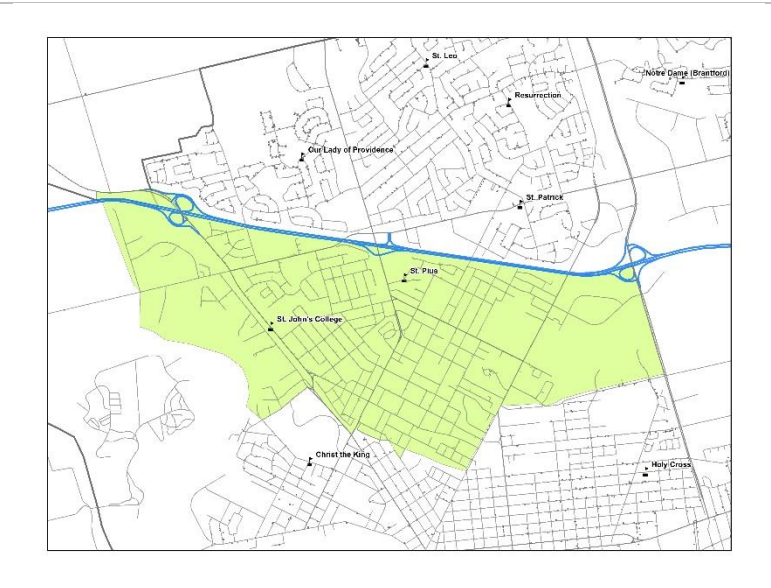 St. Leo
Notre Dame (Brantford)
Resurrection
Our Lady of Providence
St. Patrick
St. Pius
St. John's College
Christ the King
Holy Cross